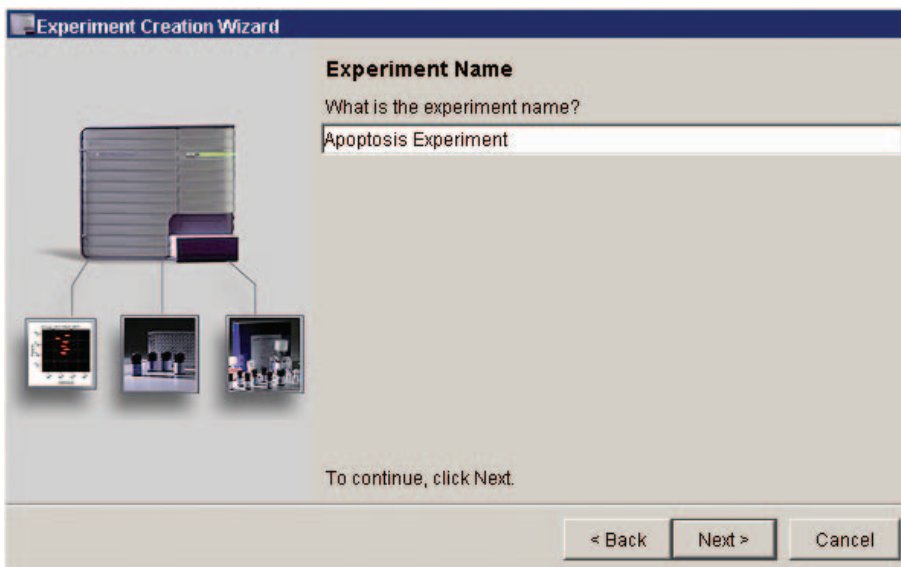 Experiment Creation Wizard
Experiment Name
What is the experiment name?
Apoptosis Experiment
To continue, click Next.
< Back
Next >
Cancel